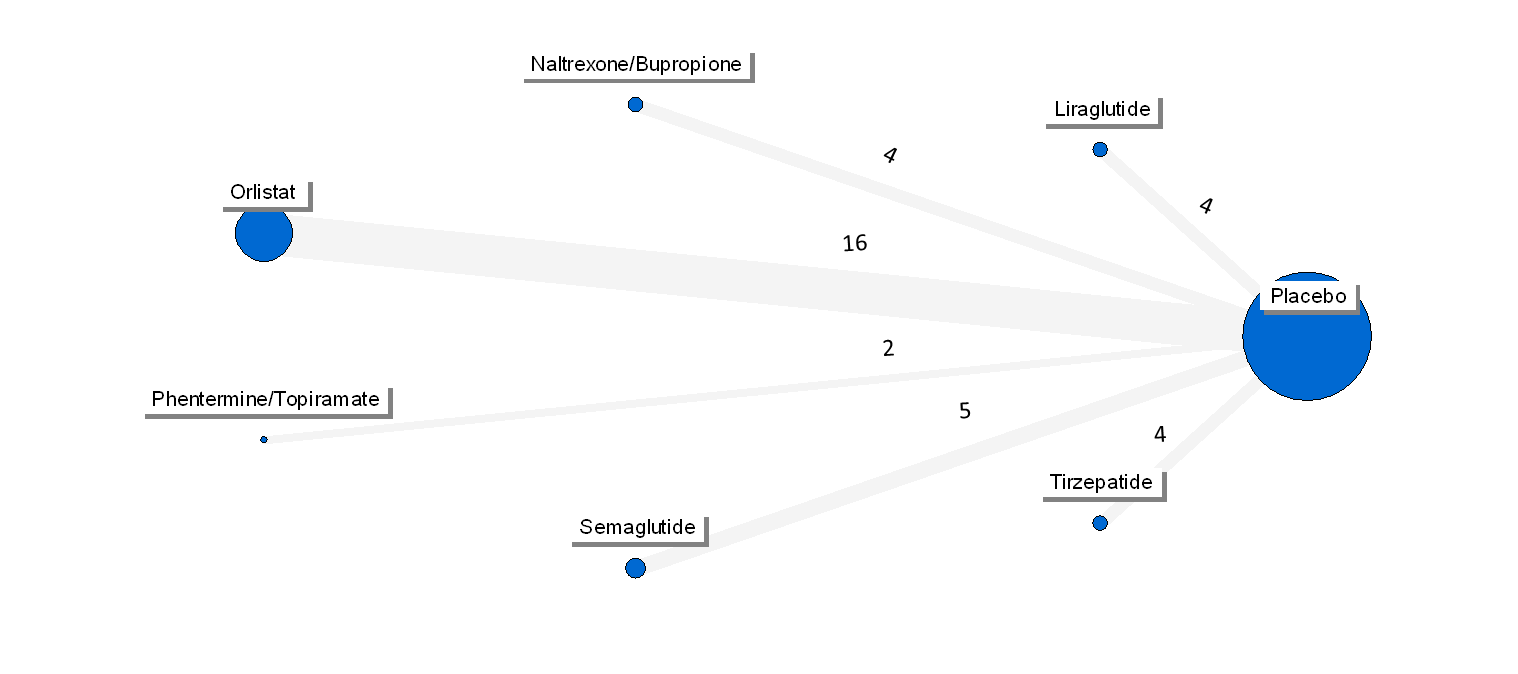 Naltrexone/Bupropione
Liraglutide
4
Orlistat
4
16
Placebo
2
Phentermine/Topiramate
5
4
Tirzepatide
Semaglutide